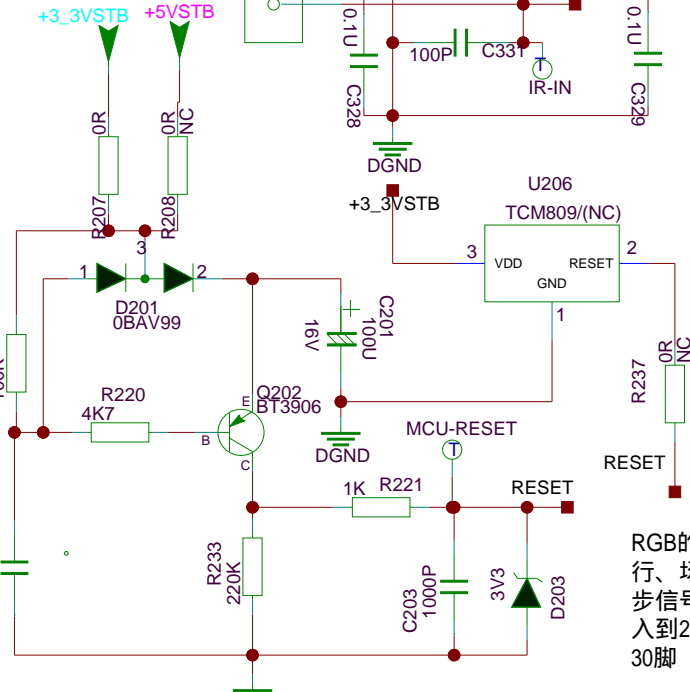 +3_3VSTB
+5VSTB
0R
R207
0R
NC
R208
0.1U
C328
100P
C331
IR-IN
T
0.1U
C329
DGND
+3_3VSTB
U206
TCM809/(NC)
3
VDD
RESET
2
GND
1
3
1
2
D201
0BAV99
C201
100U
16V
+
0R
NC
R237
R220
4K7
Q202
BT3906
E
B
C
DGND
MCU-RESET
T
RESET
1K
R221
RESET
R233
220K
C203
1000P
3V3
D203
RGB的
行、场
步信号
入到2
30脚